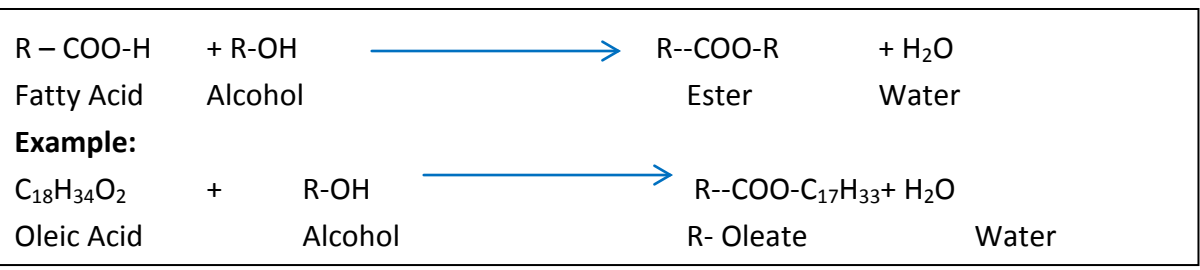 R – COO-H + R-OH R--COO-R + H₂O
Fatty Acid Alcohol Ester Water
Example:
C₁₈H₃₄O₂ + R-OH R--COO-C₁₇H₃₃+ H₂O
Oleic Acid Alcohol R- Oleate Water